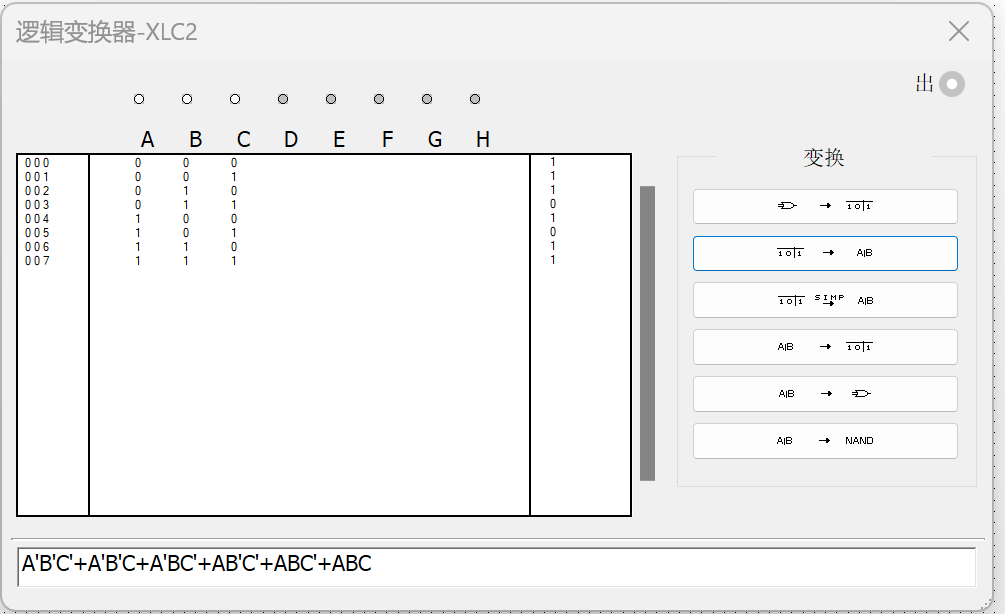 逻辑变换器-XLC2
出
A B C D E F G H
000 0 0 0 1
001 0 0 1 1
002 0 1 0 1
003 0 1 1 0
004 1 0 0 1
005 1 0 1 0
006 1 1 0 1
007 1 1 1 1
变换
→ 1 0|1
1 0|1 → A|B
1 0|1 SIMP → A|B
A|B → 1 0|1
A|B →
A|B → NAND
A'B'C'+A'B'C+A'BC'+AB'C'+ABC'+ABC